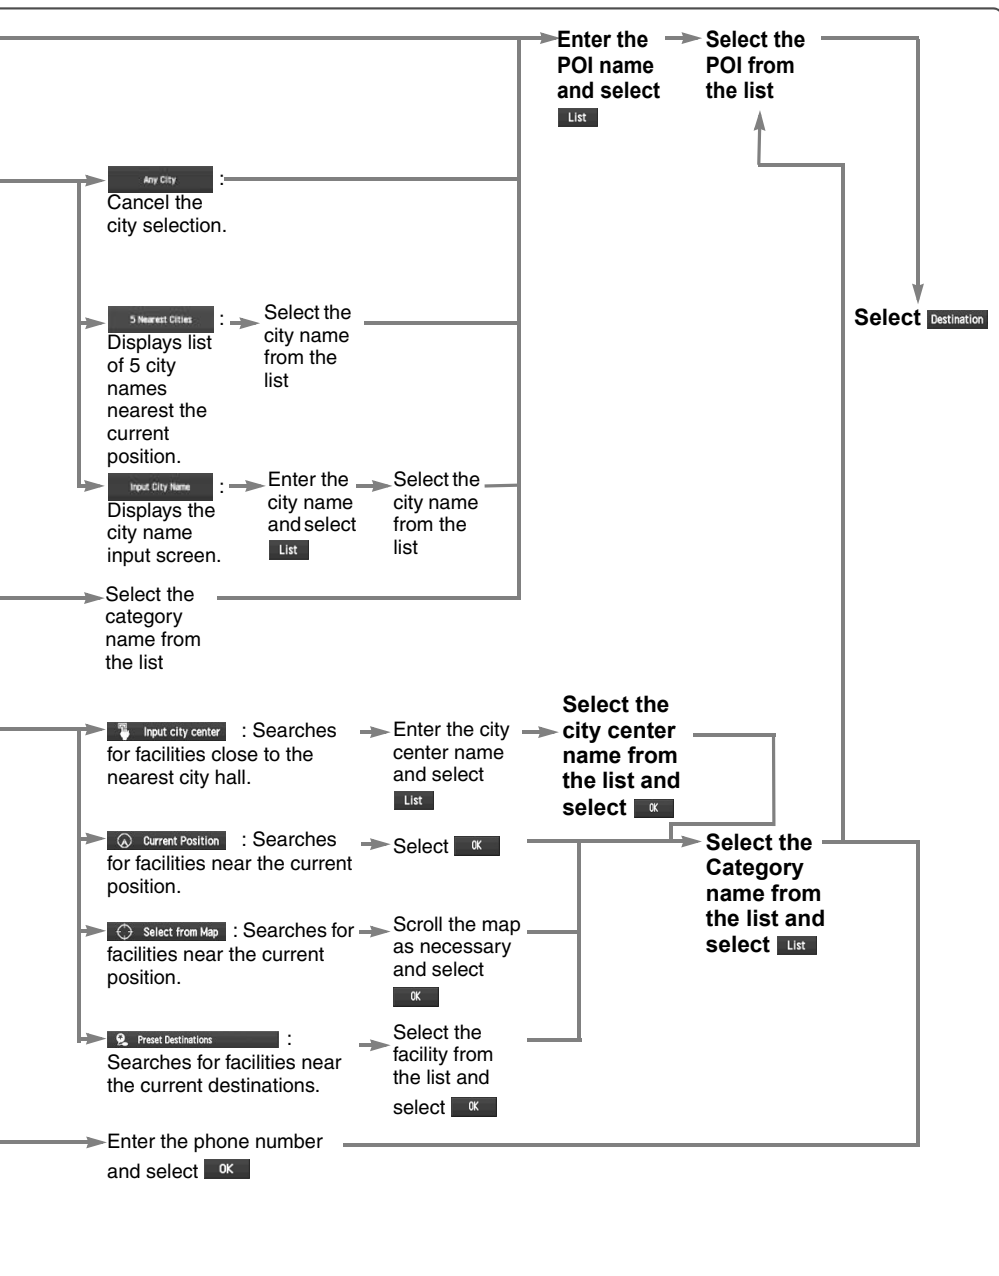 Enter the
POI name
and select
List
Select the
POI from
the list
Any City :
Cancel the
city selection.
5 Nearest Cities :
Displays list
of 5 city
names
nearest the
current
position.
Select the
city name
from the
list
Select Destination
Input City Name :
Displays the
city name
input screen.
Enter the
city name
and select
List
Select the
city name
from the
list
Select the
category
name from
the list
Input city center : Searches
for facilities close to the
nearest city hall.
Enter the city
center name
and select
List
Select the
city center
name from
the list and
select OK
Current Position : Searches
for facilities near the current
position.
Select OK
Select the
Category
name from
the list and
select List
Select from Map : Searches for
facilities near the current
position.
Scroll the map
as necessary
and select
OK
Preset Destinations :
Searches for facilities near
the current destinations.
Select the
facility from
the list and
select OK
Enter the phone number
and select OK